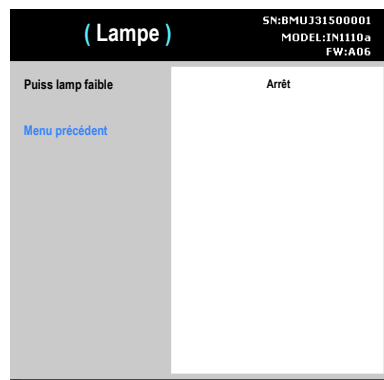 ( Lampe )
SN:BMUJ31500001
MODEL:IN1110a
FW:A06
Puiss lamp faible
Arrêt
Menu précédent